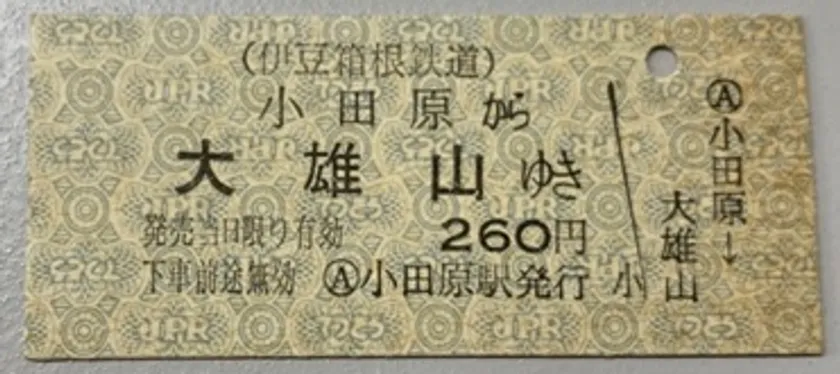 (伊豆箱根鉄道)
小田原から
大雄山ゆき
発売当日限り有効
260円
下車前途無効
Ⓐ小田原駅発行
小
Ⓐ小田原↓
大雄山